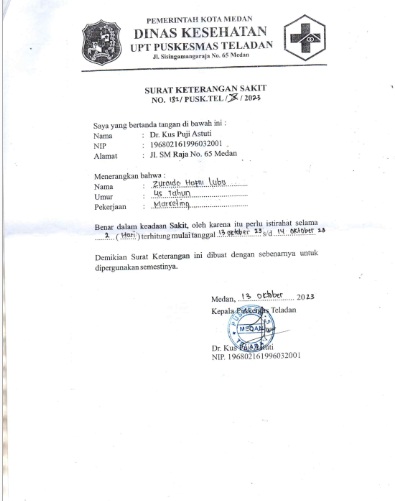 PEMERINTAH KOTA MEDAN
DINAS KESEHATAN
UPT PUSKESMAS TELADAN
Jl. Sisingamangaraja No. 65 Medan
SURAT KETERANGAN SAKIT
NO. 132/ PUSK.TEL / X / 2023
Saya yang bertanda tangan di bawah ini :
Nama : Dr. Kus Puji Astuti
NIP : 196802161996032001
Alamat : Jl. SM Raja No. 65 Medan
Menerangkan bahwa :
Nama : Lubis
Umur : 45 Tahun
Pekerjaan : Marketing
Benar dalam keadaan Sakit, oleh karena itu perlu istirahat selama
2 ( Hari ) terhitung mulai tanggal 13 oktober 23 s/d 14 oktober 23
Demikian Surat Keterangan ini dibuat dengan sebenarnya untuk
dipergunakan semestinya.
Medan, 13 oktober 2023
Kepala Puskesmas Teladan
MEDAN
Dr. Kus Puji Astuti
NIP. 196802161996032001